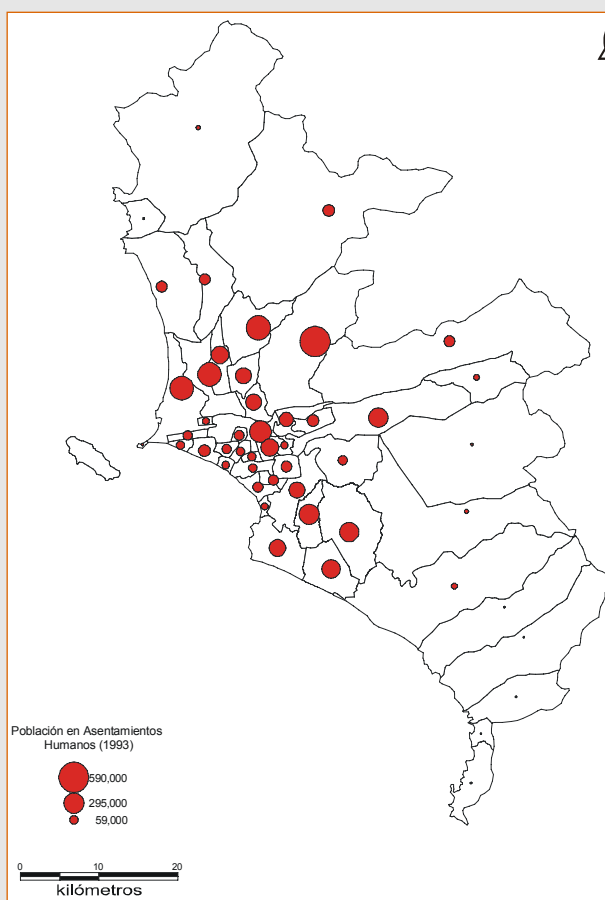 Población en Asentamientos
Humanos (1993)
590,000
295,000
59,000
0 10 20
kilómetros